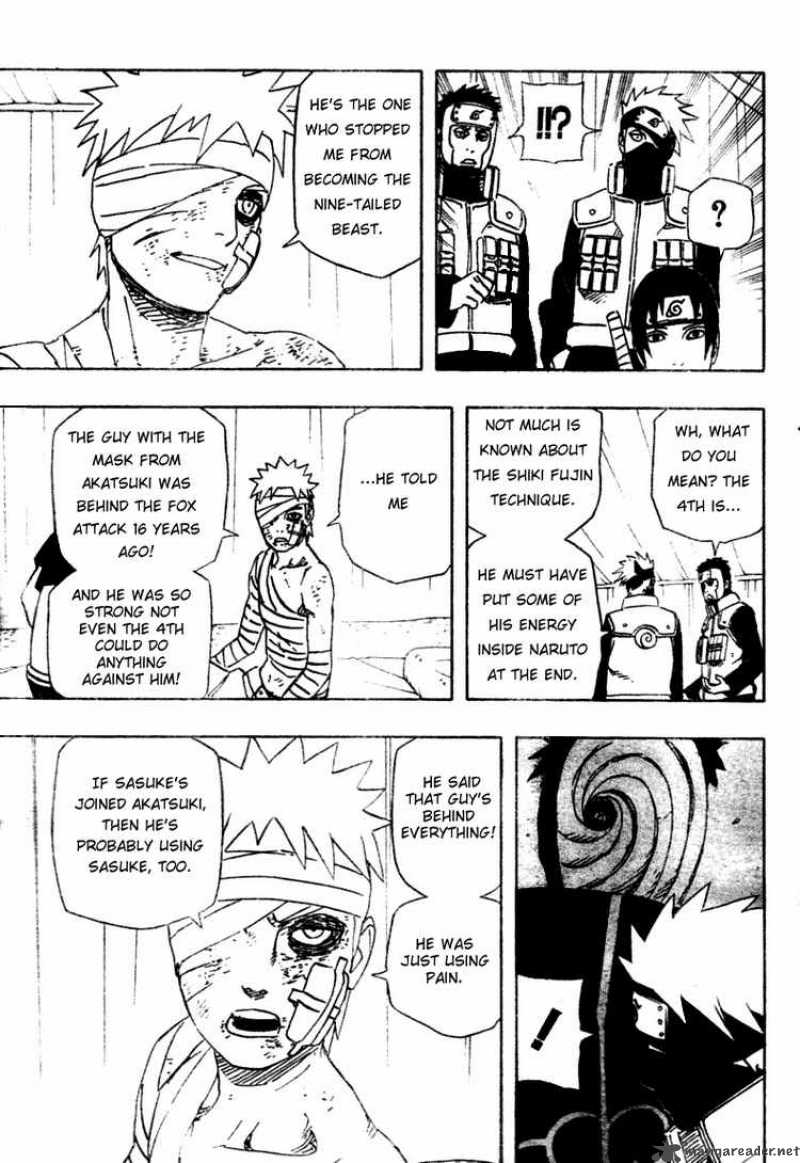 ?
!!?
HE'S THE ONE
WHO STOPPED
ME FROM
BECOMING THE
NINE-TAILED
BEAST.
WH, WHAT
DO YOU
MEAN? THE
4TH IS...
NOT MUCH IS
KNOWN ABOUT
THE SHIKI FUJIN
TECHNIQUE.
HE MUST HAVE
PUT SOME OF
HIS ENERGY
INSIDE NARUTO
AT THE END.
...HE TOLD
ME
THE GUY WITH THE
MASK FROM
AKATSUKI WAS
BEHIND THE FOX
ATTACK 16 YEARS
AGO!
AND HE WAS SO
STRONG NOT
EVEN THE 4TH
COULD DO
ANYTHING
AGAINST HIM!
!
HE SAID
THAT GUY'S
BEHIND
EVERYTHING!
HE WAS
JUST USING
PAIN.
IF SASUKE'S
JOINED AKATSUKI,
THEN HE'S
PROBABLY USING
SASUKE, TOO.
mangareader.net